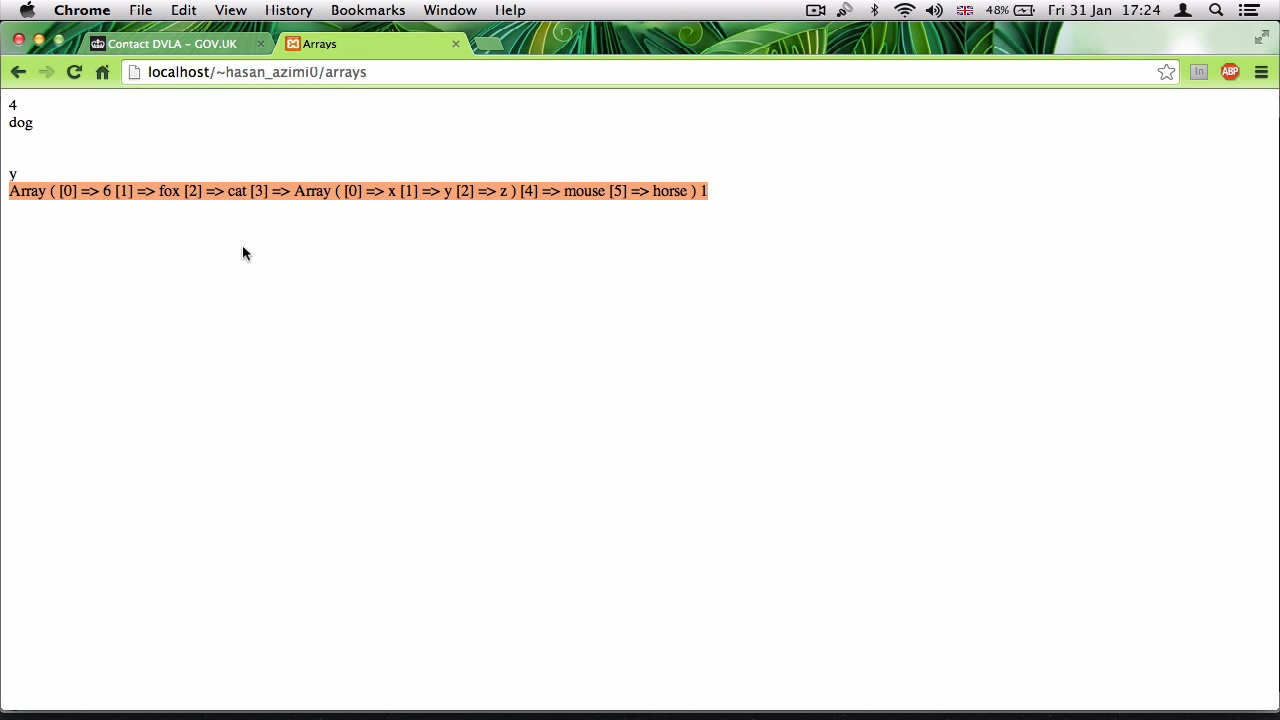 Chrome File Edit View History Bookmarks Window Help 48% Fri 31 Jan 17:24
Contact DVLA – GOV.UK Arrays
localhost/~hasan_azimi0/arrays In ABP
4
dog
y
Array ( [0] => 6 [1] => fox [2] => cat [3] => Array ( [0] => x [1] => y [2] => z ) [4] => mouse [5] => horse ) 1